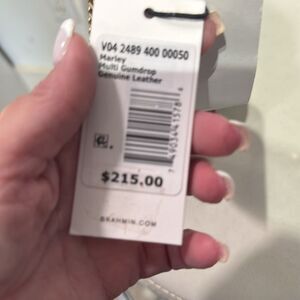 V04 2489 400 00050
Marley
Multi Gumdrop
Genuine Leather
$215.00
BRAHMIN.COM